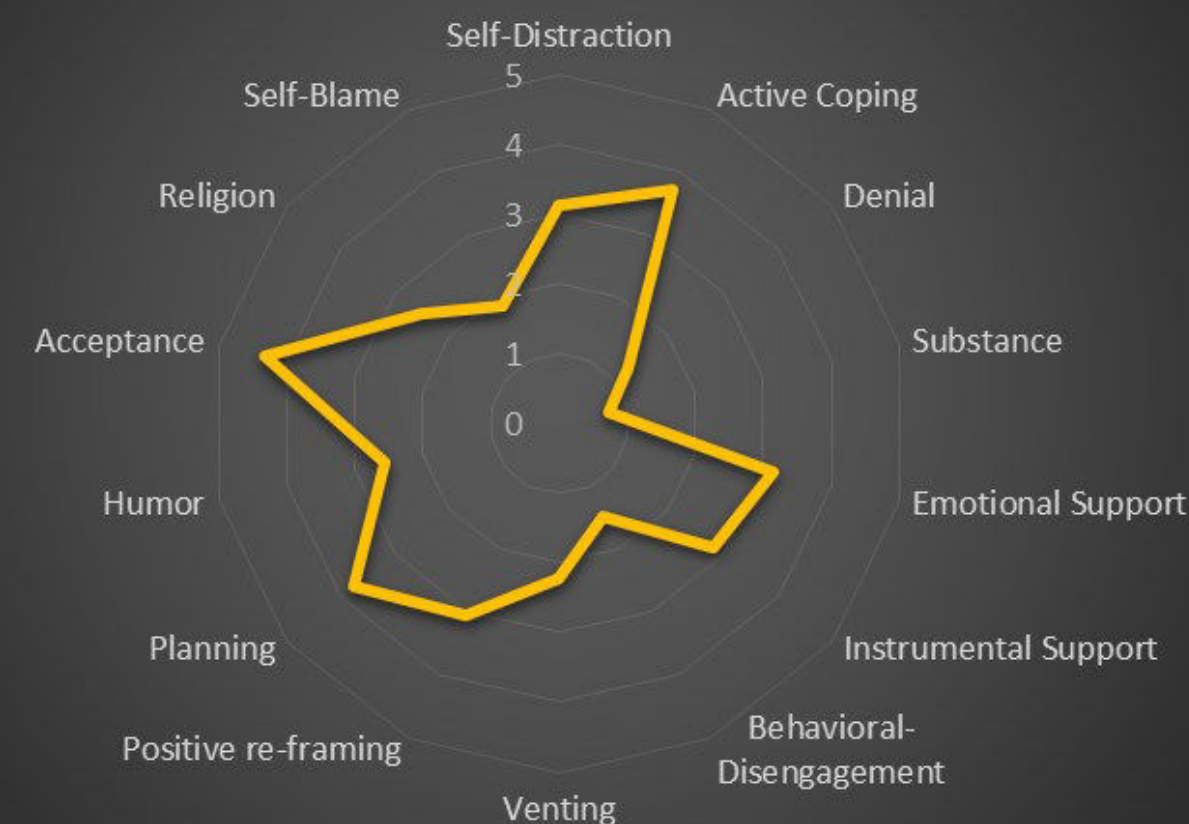 Self-Distraction
Active Coping
Denial
Substance
Emotional Support
Instrumental Support
Behavioral-
Disengagement
Venting
Positive re-framing
Planning
Humor
Acceptance
Religion
Self-Blame
5
4
3
2
1
0